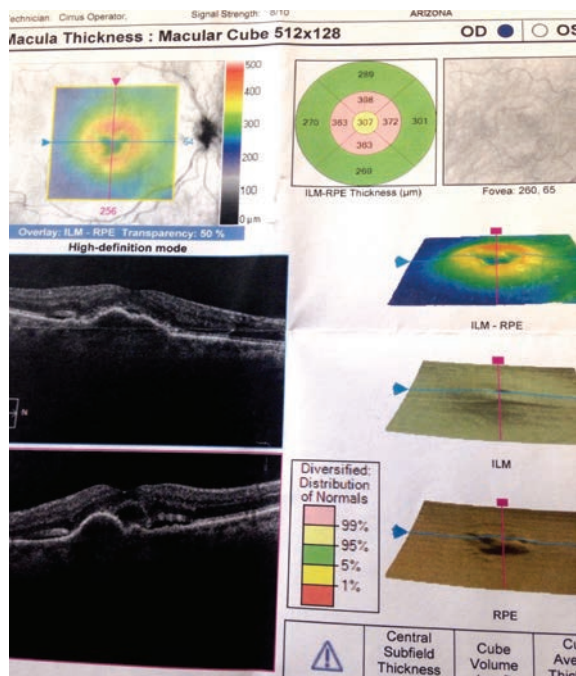 Technician: Cirrus Operator,
Signal Strength: 8/10
ARIZONA
Macula Thickness : Macular Cube 512x128
OD
OS
500
400
300
200
100
0 µm
64
256
Overlay: ILM - RPE Transparency: 50 %
289
398
270
363
307
372
301
363
269
ILM-RPE Thickness (µm)
Fovea: 260, 65
High-definition mode
ILM - RPE
N
ILM
Diversified:
Distribution
of Normals
99%
95%
5%
1%
RPE
Central
Subfield
Thickness
Cube
Volume